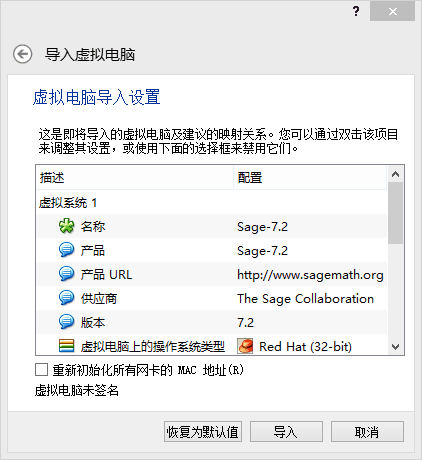 ?
导入虚拟电脑
虚拟电脑导入设置
这是即将导入的虚拟电脑及建议的映射关系。您可以通过双击该项目
来调整其设置，或使用下面的选择框来禁用它们。
描述 配置
虚拟系统 1
名称 Sage-7.2
产品 Sage-7.2
产品 URL http://www.sagemath.org
供应商 The Sage Collaboration
版本 7.2
虚拟电脑上的操作系统类型 Red Hat (32-bit)
重新初始化所有网卡的 MAC 地址(R)
虚拟电脑未签名
恢复为默认值 导入 取消